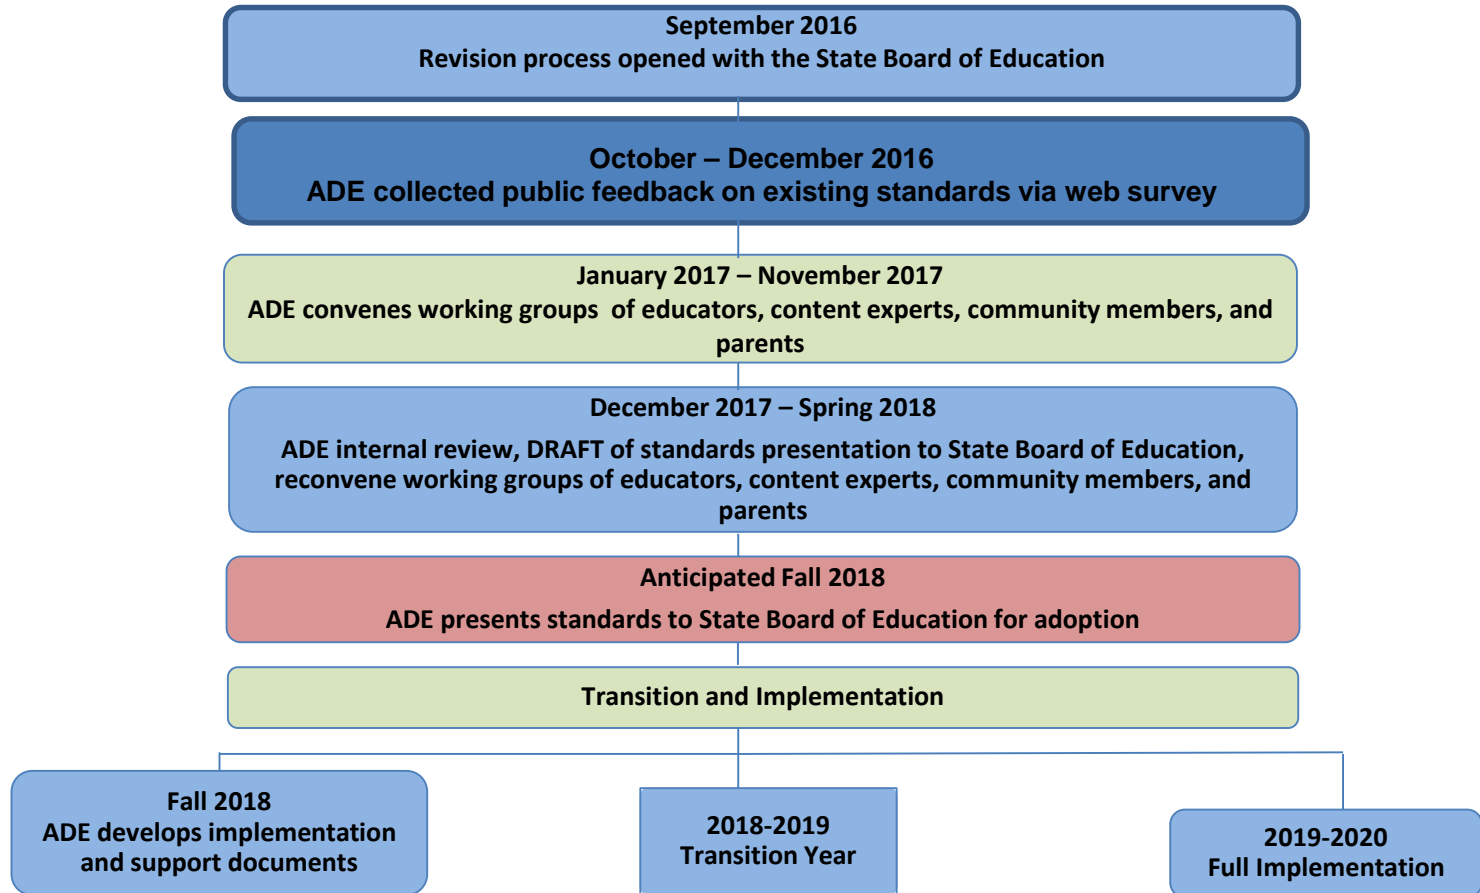 September 2016
Revision process opened with the State Board of Education
October – December 2016
ADE collected public feedback on existing standards via web survey
January 2017 – November 2017
ADE convenes working groups  of educators, content experts, community members, and
parents
December 2017 – Spring 2018
ADE internal review, DRAFT of standards presentation to State Board of Education,
reconvene working groups of educators, content experts, community members, and
parents
Anticipated Fall 2018
ADE presents standards to State Board of Education for adoption
Transition and Implementation
Fall 2018
ADE develops implementation
and support documents
2018-2019
Transition Year
2019-2020
Full Implementation